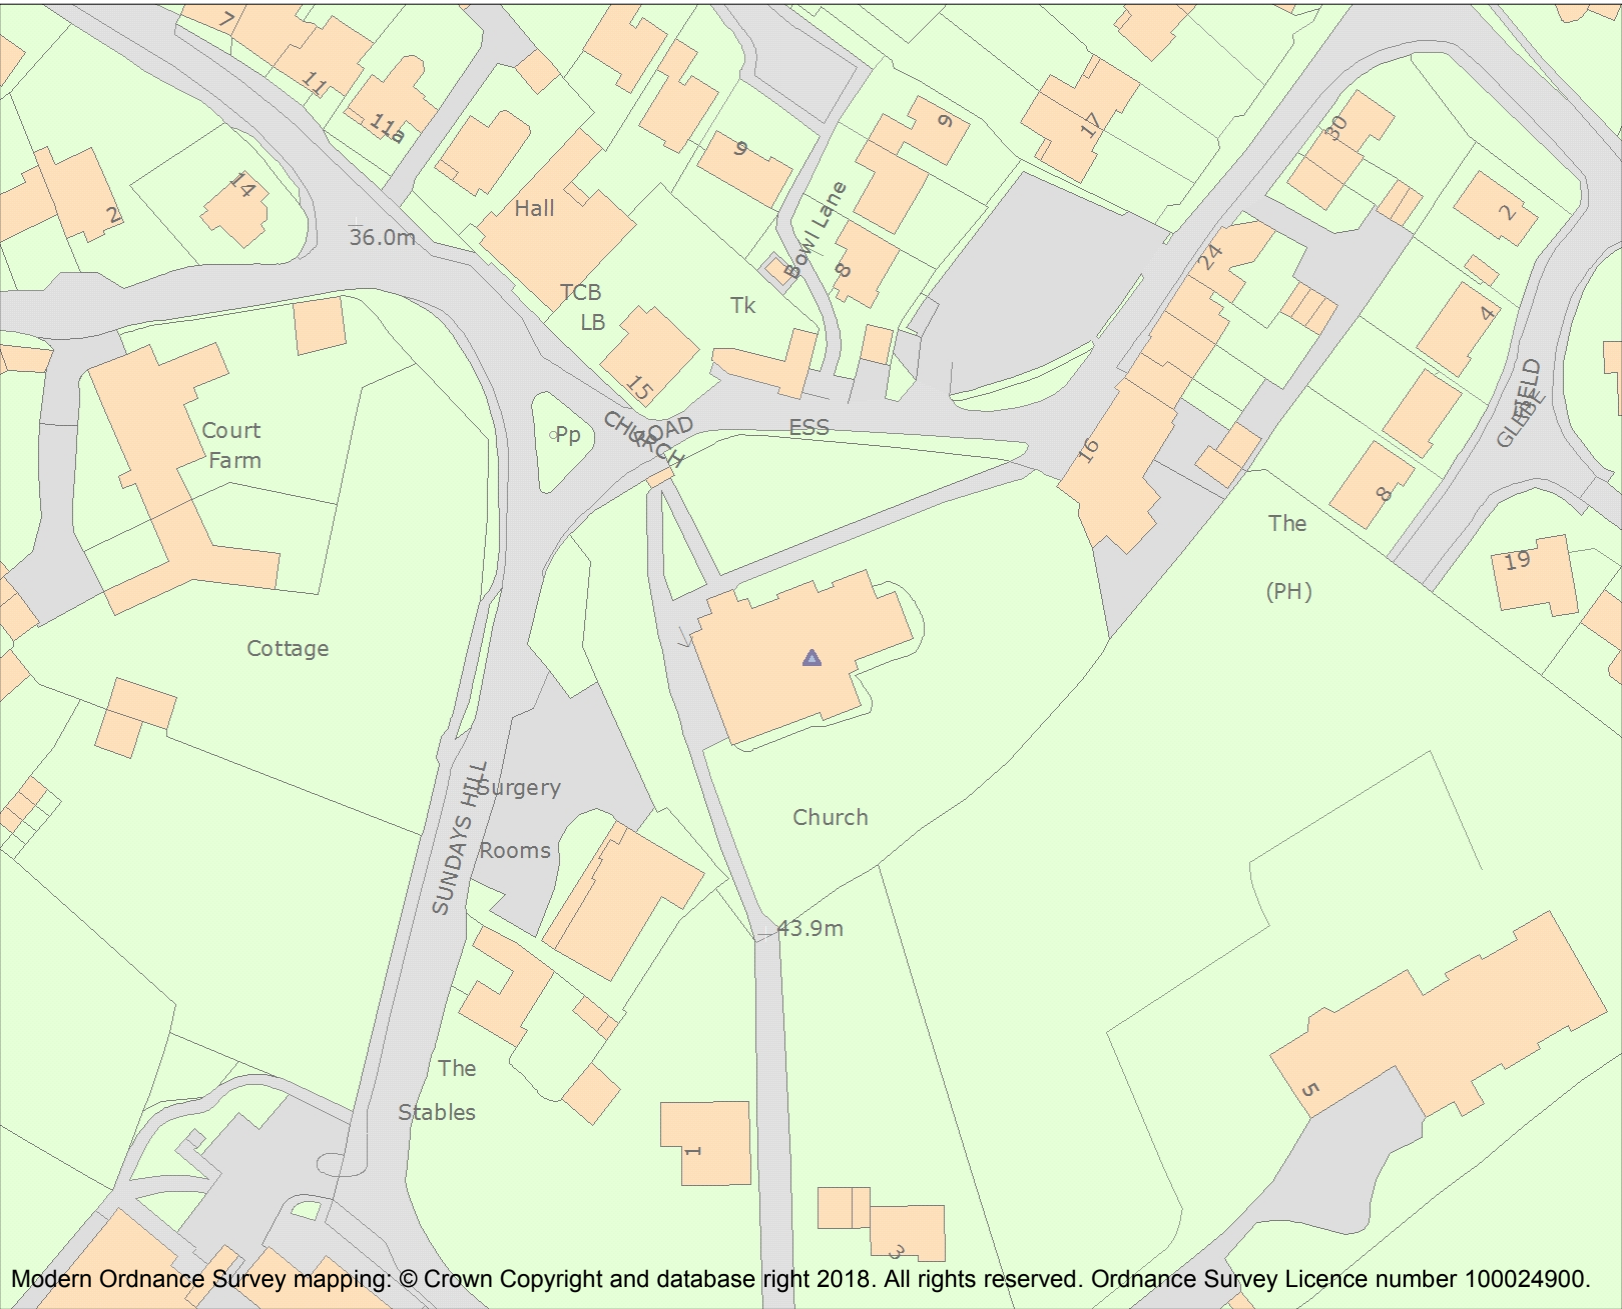 7
11
11a
14
2
36.0m
Hall
9
9
17
30
2
Bowl Lane
8
24
4
TCB
LB
Tk
15
Court
Farm
Pp
CHURCH
ROAD
ESS
16
GLEBE
FIELD
8
The
(PH)
19
Cottage
SUNDAYS HILL
Surgery
Rooms
Church
43.9m
The
Stables
1
3
5
Modern Ordnance Survey mapping: © Crown Copyright and database right 2018. All rights reserved. Ordnance Survey Licence number 100024900.